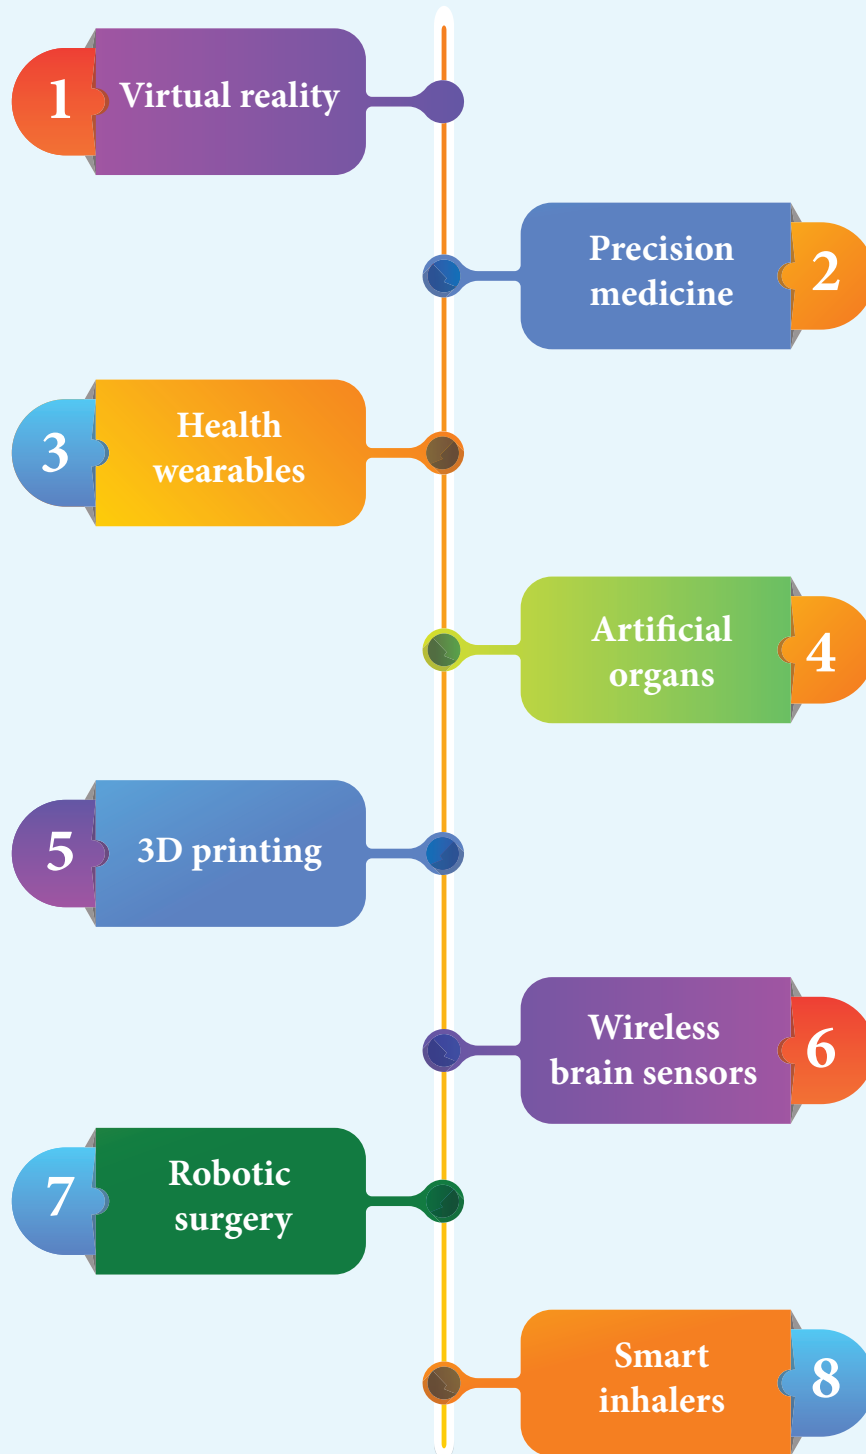 1
Virtual reality
Precision
medicine
2
3
Health
wearables
Artificial
organs
4
5
3D printing
Wireless
brain sensors
6
7
Robotic
surgery
Smart
inhalers
8